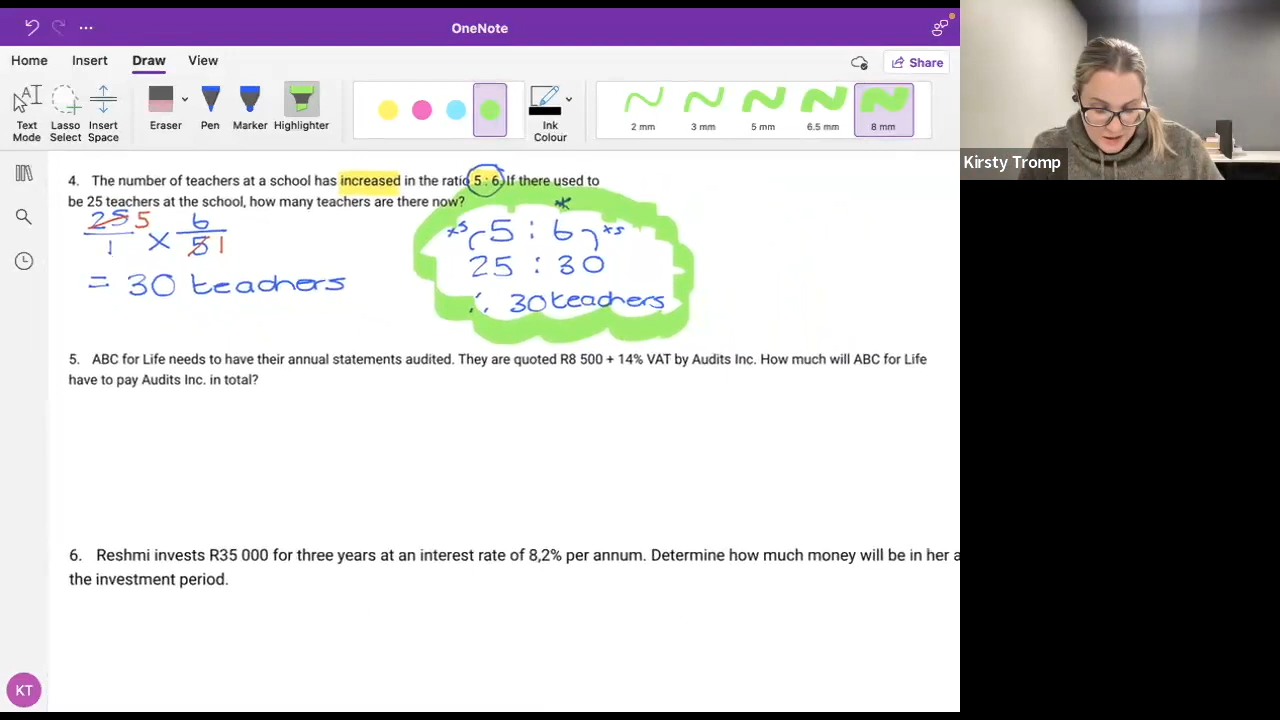 OneNote
Home Insert Draw View
Share
Text Mode
Lasso Select
Insert Space
Eraser
Pen
Marker
Highlighter
Ink Colour
2 mm
3 mm
5 mm
6.5 mm
8 mm
Kirsty Tromp
4. The number of teachers at a school has increased in the ratio 5 : 6. If there used to
be 25 teachers at the school, how many teachers are there now?
25 5 6
1 × 5 1
= 30 teachers
*
×5 5 : 6 ×5
25 : 30
∴ 30 teachers
5. ABC for Life needs to have their annual statements audited. They are quoted R8 500 + 14% VAT by Audits Inc. How much will ABC for Life
have to pay Audits Inc. in total?
6. Reshmi invests R35 000 for three years at an interest rate of 8,2% per annum. Determine how much money will be in her a
the investment period.
KT